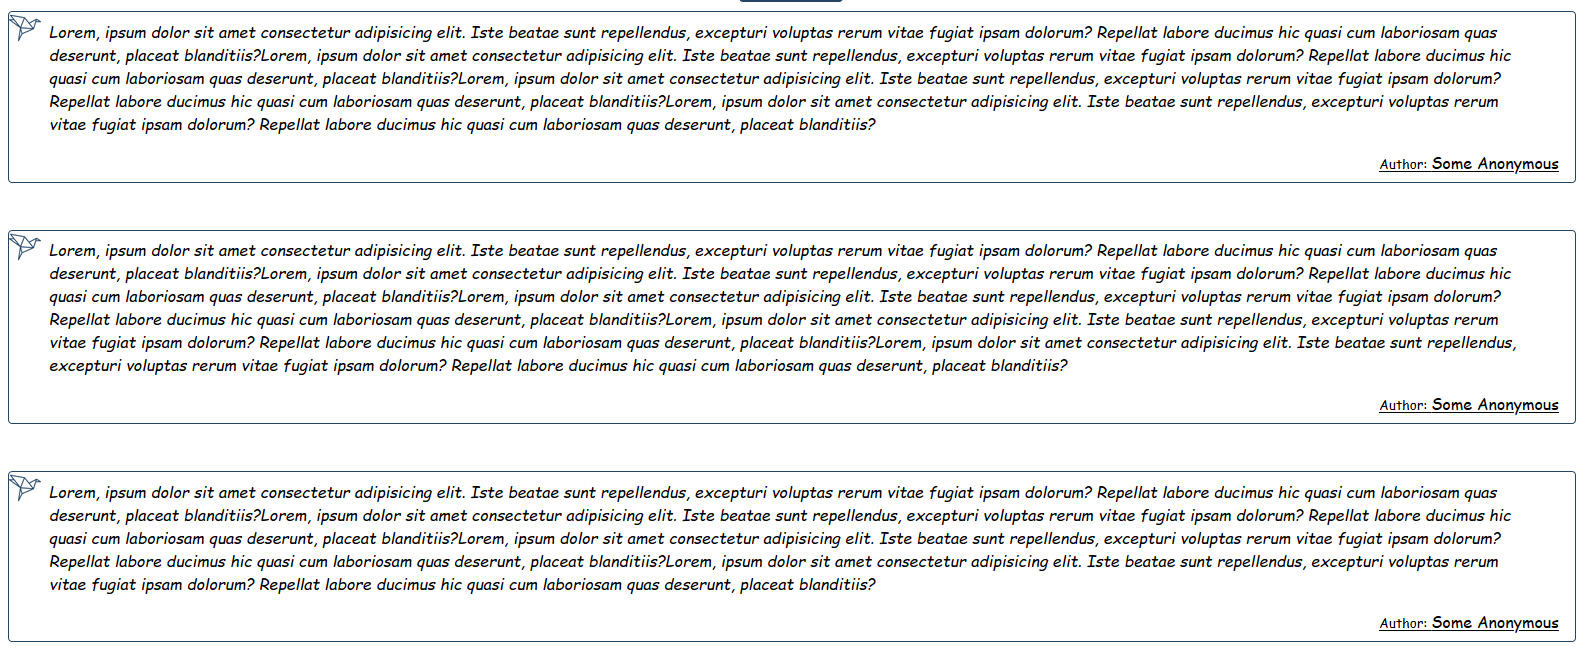 Lorem, ipsum dolor sit amet consectetur adipisicing elit. Iste beatae sunt repellendus, excepturi voluptas rerum vitae fugiat ipsam dolorum? Repellat labore ducimus hic quasi cum laboriosam quas
deserunt, placeat blanditiis?Lorem, ipsum dolor sit amet consectetur adipisicing elit. Iste beatae sunt repellendus, excepturi voluptas rerum vitae fugiat ipsam dolorum? Repellat labore ducimus hic
quasi cum laboriosam quas deserunt, placeat blanditiis?Lorem, ipsum dolor sit amet consectetur adipisicing elit. Iste beatae sunt repellendus, excepturi voluptas rerum vitae fugiat ipsam dolorum?
Repellat labore ducimus hic quasi cum laboriosam quas deserunt, placeat blanditiis?Lorem, ipsum dolor sit amet consectetur adipisicing elit. Iste beatae sunt repellendus, excepturi voluptas rerum
vitae fugiat ipsam dolorum? Repellat labore ducimus hic quasi cum laboriosam quas deserunt, placeat blanditiis?
Author: Some Anonymous
Lorem, ipsum dolor sit amet consectetur adipisicing elit. Iste beatae sunt repellendus, excepturi voluptas rerum vitae fugiat ipsam dolorum? Repellat labore ducimus hic quasi cum laboriosam quas
deserunt, placeat blanditiis?Lorem, ipsum dolor sit amet consectetur adipisicing elit. Iste beatae sunt repellendus, excepturi voluptas rerum vitae fugiat ipsam dolorum? Repellat labore ducimus hic
quasi cum laboriosam quas deserunt, placeat blanditiis?Lorem, ipsum dolor sit amet consectetur adipisicing elit. Iste beatae sunt repellendus, excepturi voluptas rerum vitae fugiat ipsam dolorum?
Repellat labore ducimus hic quasi cum laboriosam quas deserunt, placeat blanditiis?Lorem, ipsum dolor sit amet consectetur adipisicing elit. Iste beatae sunt repellendus, excepturi voluptas rerum
vitae fugiat ipsam dolorum? Repellat labore ducimus hic quasi cum laboriosam quas deserunt, placeat blanditiis?Lorem, ipsum dolor sit amet consectetur adipisicing elit. Iste beatae sunt repellendus,
excepturi voluptas rerum vitae fugiat ipsam dolorum? Repellat labore ducimus hic quasi cum laboriosam quas deserunt, placeat blanditiis?
Author: Some Anonymous
Lorem, ipsum dolor sit amet consectetur adipisicing elit. Iste beatae sunt repellendus, excepturi voluptas rerum vitae fugiat ipsam dolorum? Repellat labore ducimus hic quasi cum laboriosam quas
deserunt, placeat blanditiis?Lorem, ipsum dolor sit amet consectetur adipisicing elit. Iste beatae sunt repellendus, excepturi voluptas rerum vitae fugiat ipsam dolorum? Repellat labore ducimus hic
quasi cum laboriosam quas deserunt, placeat blanditiis?Lorem, ipsum dolor sit amet consectetur adipisicing elit. Iste beatae sunt repellendus, excepturi voluptas rerum vitae fugiat ipsam dolorum?
Repellat labore ducimus hic quasi cum laboriosam quas deserunt, placeat blanditiis?Lorem, ipsum dolor sit amet consectetur adipisicing elit. Iste beatae sunt repellendus, excepturi voluptas rerum
vitae fugiat ipsam dolorum? Repellat labore ducimus hic quasi cum laboriosam quas deserunt, placeat blanditiis?
Author: Some Anonymous